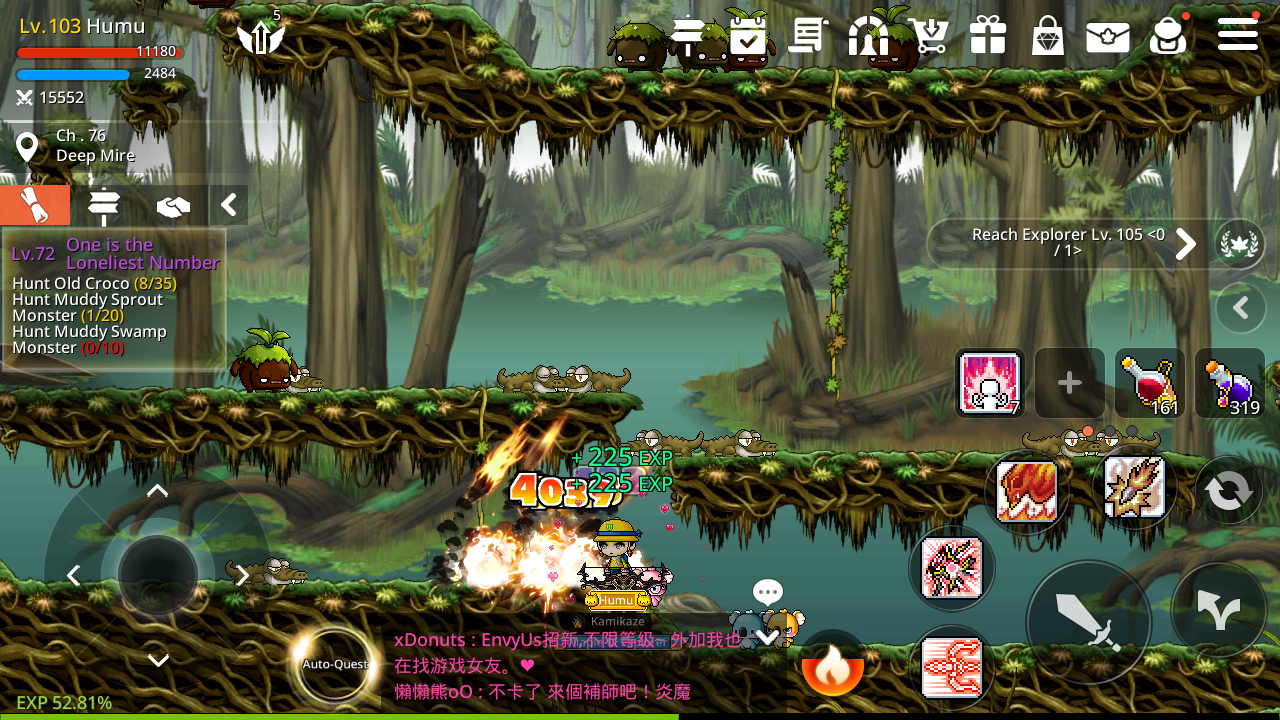 Lv.103 Humu
5
11180
2484
15552
Ch . 76
Deep Mire
Lv.72 One is the
Loneliest Number
Hunt Old Croco (8/35)
Hunt Muddy Sprout
Monster (1/20)
Hunt Muddy Swamp
Monster (0/10)
Reach Explorer Lv. 105 <0
/ 1>
7
161
319
+ 225 EXP
+ 225 EXP
Humu
Kamikaze
Auto-Quest
xDonuts : EnvyUs招新 不限等级 外加我也
在找游戏女友。♥
懒懒熊oO : 不卡了 來個補師吧！炎魔
EXP 52.81%